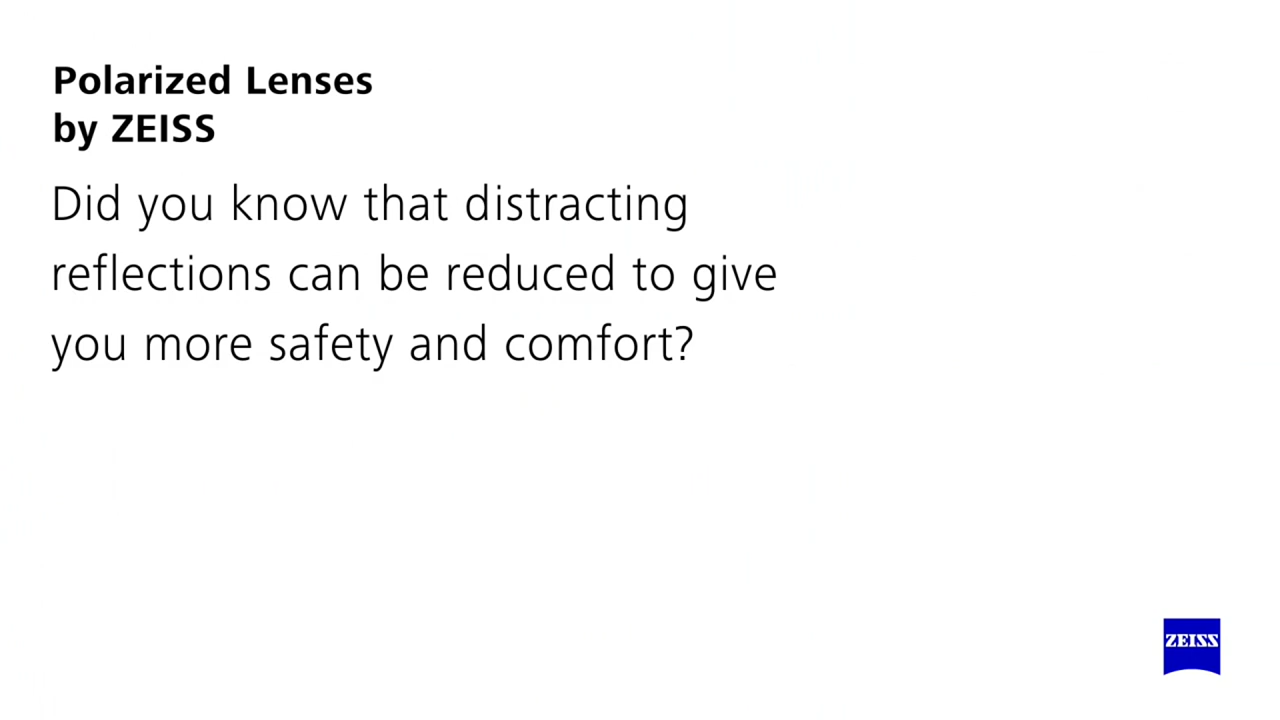 Polarized Lenses
by ZEISS
Did you know that distracting
reflections can be reduced to give
you more safety and comfort?
ZEISS